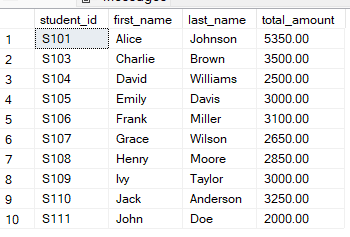 student_id first_name last_name total_amount
1 S101 Alice Johnson 5350.00
2 S103 Charlie Brown 3500.00
3 S104 David Williams 2500.00
4 S105 Emily Davis 3000.00
5 S106 Frank Miller 3100.00
6 S107 Grace Wilson 2650.00
7 S108 Henry Moore 2850.00
8 S109 Ivy Taylor 3000.00
9 S110 Jack Anderson 3250.00
10 S111 John Doe 2000.00